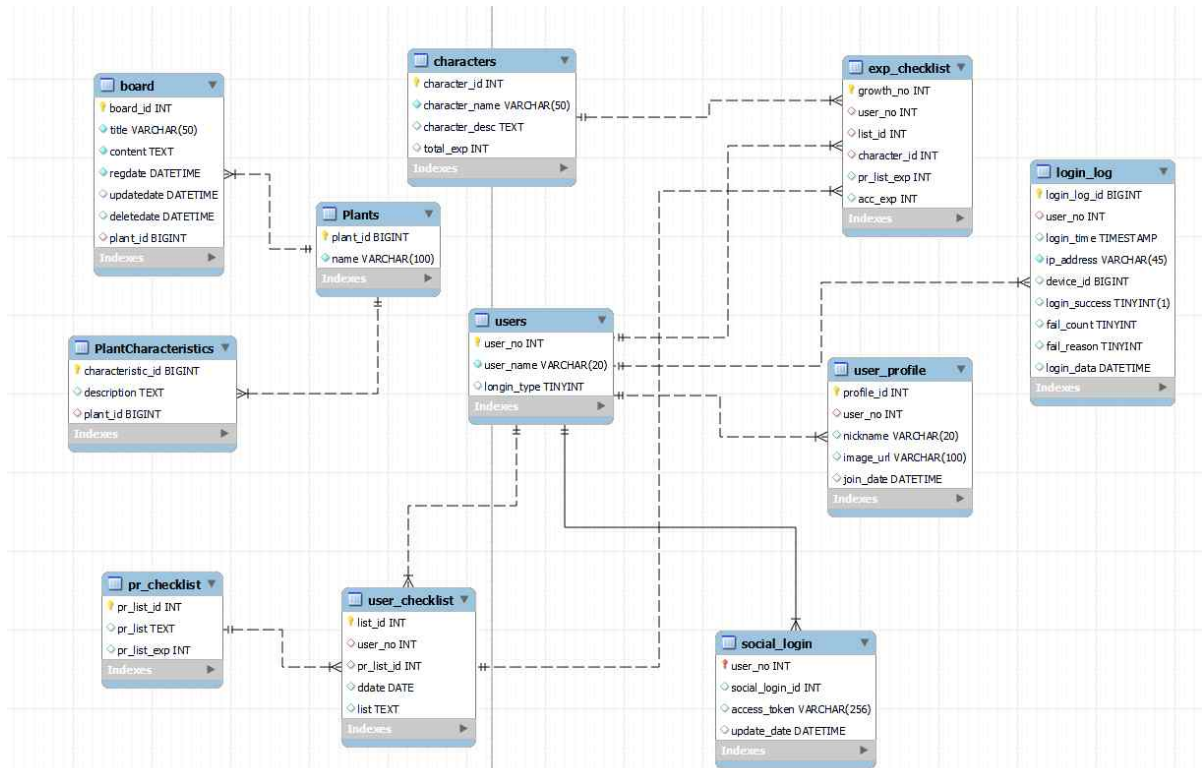 board
board_id INT
title VARCHAR(50)
content TEXT
regdate DATETIME
updatedate DATETIME
deletedate DATETIME
plant_id BIGINT
Indexes
characters
character_id INT
character_name VARCHAR(50)
character_desc TEXT
total_exp INT
Indexes
exp_checklist
growth_no INT
user_no INT
list_id INT
character_id INT
pr_list_exp INT
acc_exp INT
Indexes
login_log
login_log_id BIGINT
user_no INT
login_time TIMESTAMP
ip_address VARCHAR(45)
device_id BIGINT
login_success TINYINT(1)
fail_count TINYINT
fail_reason TINYINT
login_data DATETIME
Indexes
Plants
plant_id BIGINT
name VARCHAR(100)
Indexes
users
user_no INT
user_name VARCHAR(20)
longin_type TINYINT
Indexes
PlantCharacteristics
characteristic_id BIGINT
description TEXT
plant_id BIGINT
Indexes
user_profile
profile_id INT
user_no INT
nickname VARCHAR(20)
image_url VARCHAR(100)
join_date DATETIME
Indexes
pr_checklist
pr_list_id INT
pr_list TEXT
pr_list_exp INT
Indexes
user_checklist
list_id INT
user_no INT
pr_list_id INT
ddate DATE
list TEXT
Indexes
social_login
user_no INT
social_login_id INT
access_token VARCHAR(256)
update_date DATETIME
Indexes